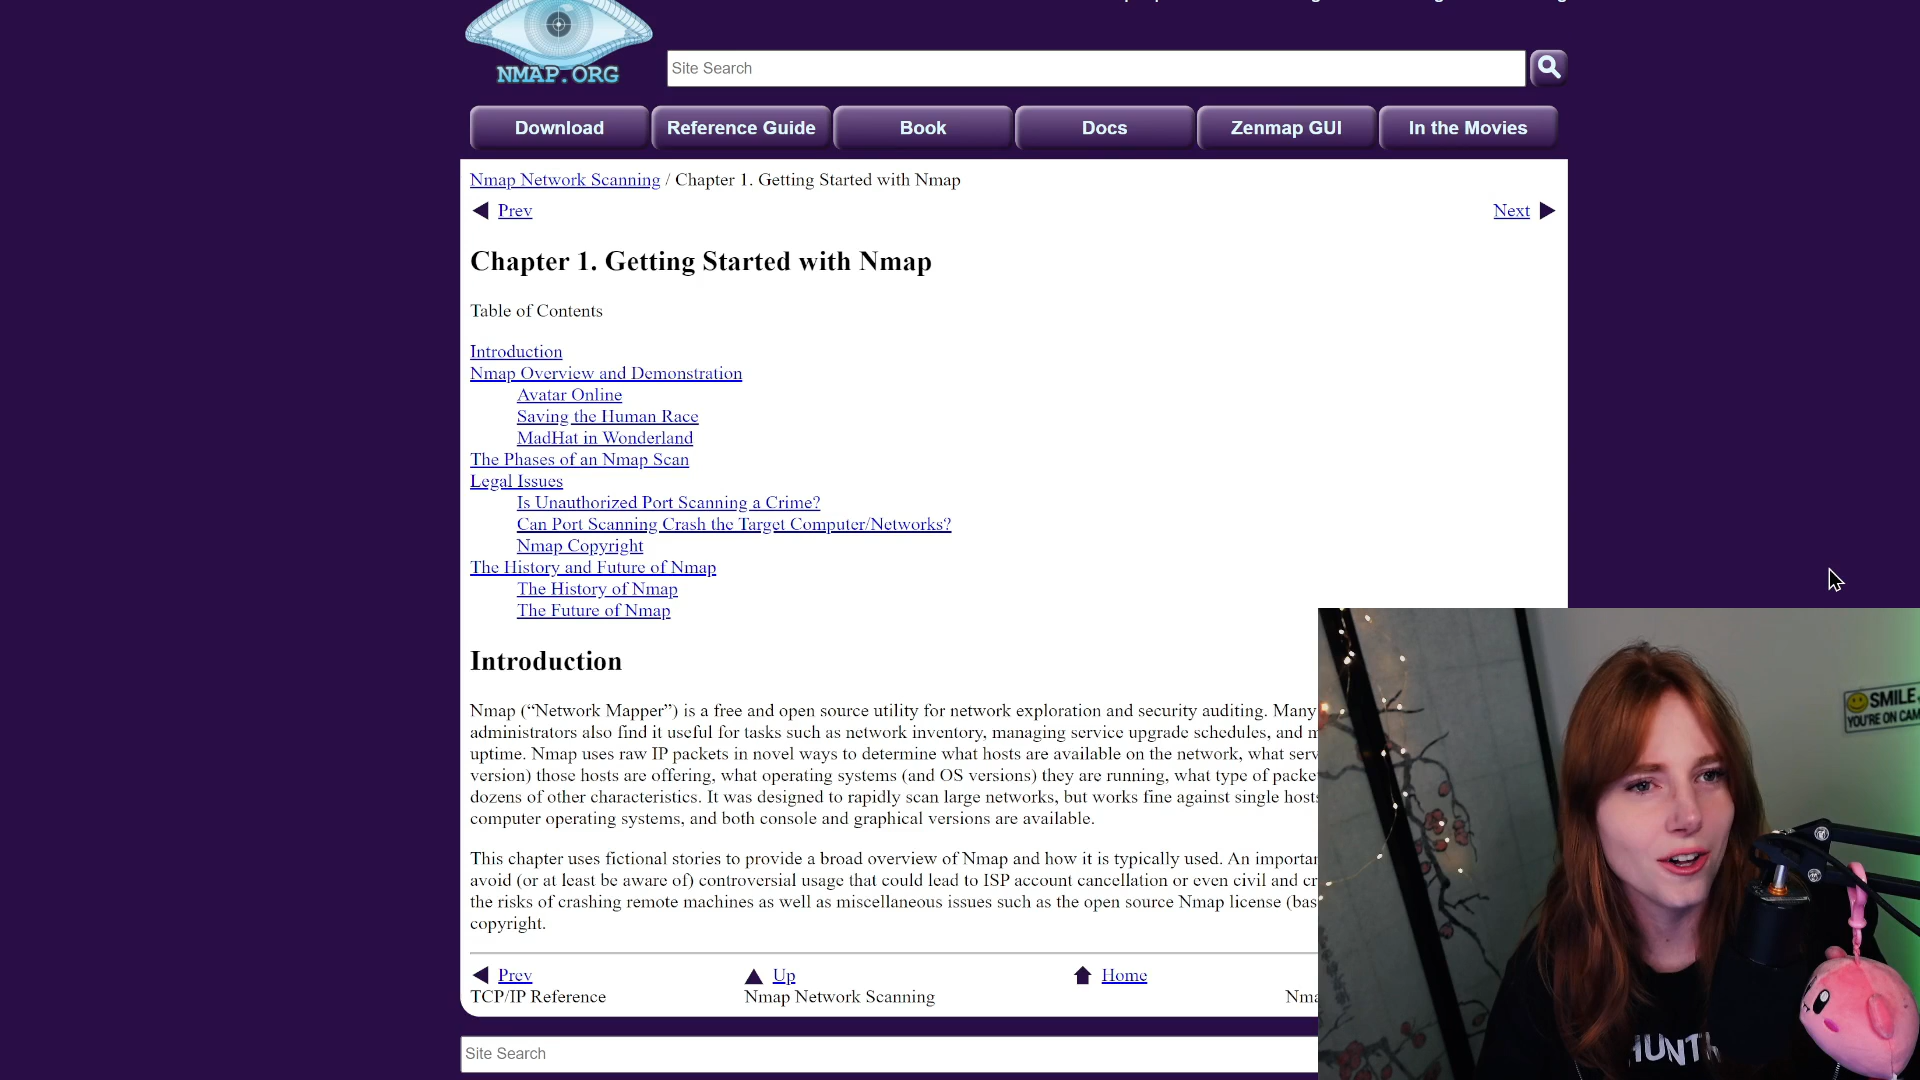 NMAP.ORG
Site Search
Download Reference Guide Book Docs Zenmap GUI In the Movies
Nmap Network Scanning / Chapter 1. Getting Started with Nmap
Prev Next
Chapter 1. Getting Started with Nmap
Table of Contents
Introduction
Nmap Overview and Demonstration
Avatar Online
Saving the Human Race
MadHat in Wonderland
The Phases of an Nmap Scan
Legal Issues
Is Unauthorized Port Scanning a Crime?
Can Port Scanning Crash the Target Computer/Networks?
Nmap Copyright
The History and Future of Nmap
The History of Nmap
The Future of Nmap
Introduction
Nmap (“Network Mapper”) is a free and open source utility for network exploration and security auditing. Many
administrators also find it useful for tasks such as network inventory, managing service upgrade schedules, and
uptime. Nmap uses raw IP packets in novel ways to determine what hosts are available on the network, what
version) those hosts are offering, what operating systems (and OS versions) they are running, what type of
dozens of other characteristics. It was designed to rapidly scan large networks, but works fine against single
computer operating systems, and both console and graphical versions are available.
This chapter uses fictional stories to provide a broad overview of Nmap and how it is typically used. An
avoid (or at least be aware of) controversial usage that could lead to ISP account cancellation or even civil and
the risks of crashing remote machines as well as miscellaneous issues such as the open source Nmap license
copyright.
Prev Up Home
TCP/IP Reference Nmap Network Scanning
Site Search
SMILE
YOU'RE ON